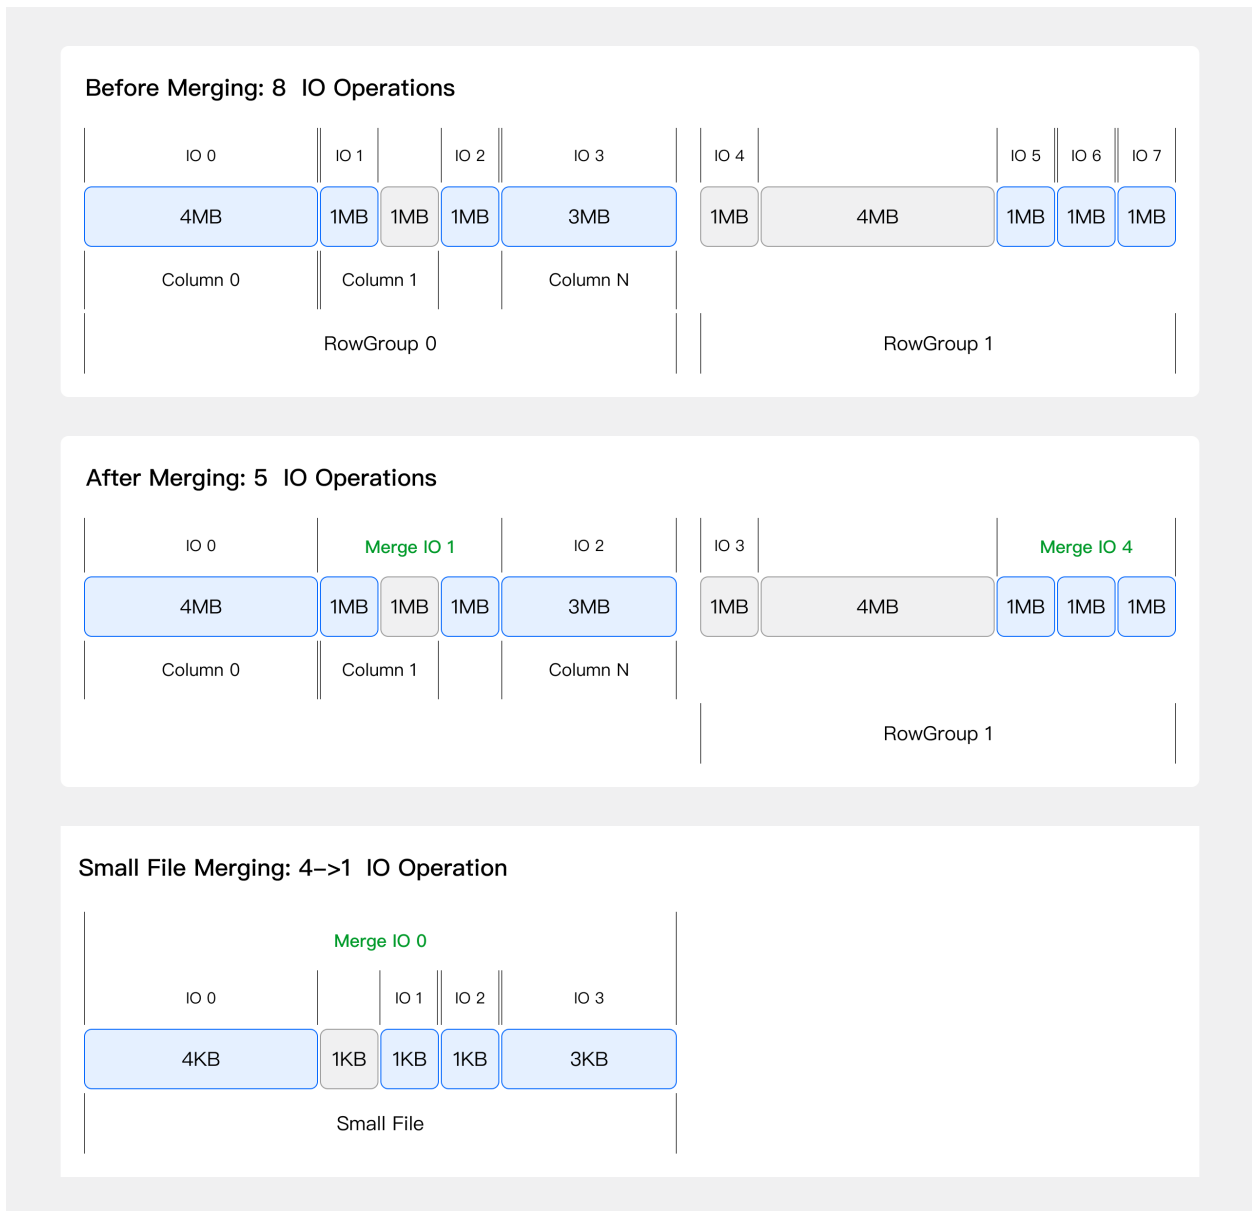 Before Merging: 8 IO Operations
IO 0 IO 1 IO 2 IO 3 IO 4 IO 5 IO 6 IO 7
4MB 1MB 1MB 1MB 3MB 1MB 4MB 1MB 1MB 1MB
Column 0 Column 1 Column N
RowGroup 0 RowGroup 1
After Merging: 5 IO Operations
IO 0 Merge IO 1 IO 2 IO 3 Merge IO 4
4MB 1MB 1MB 1MB 3MB 1MB 4MB 1MB 1MB 1MB
Column 0 Column 1 Column N
RowGroup 1
Small File Merging: 4->1 IO Operation
Merge IO 0
IO 0 IO 1 IO 2 IO 3
4KB 1KB 1KB 1KB 3KB
Small File